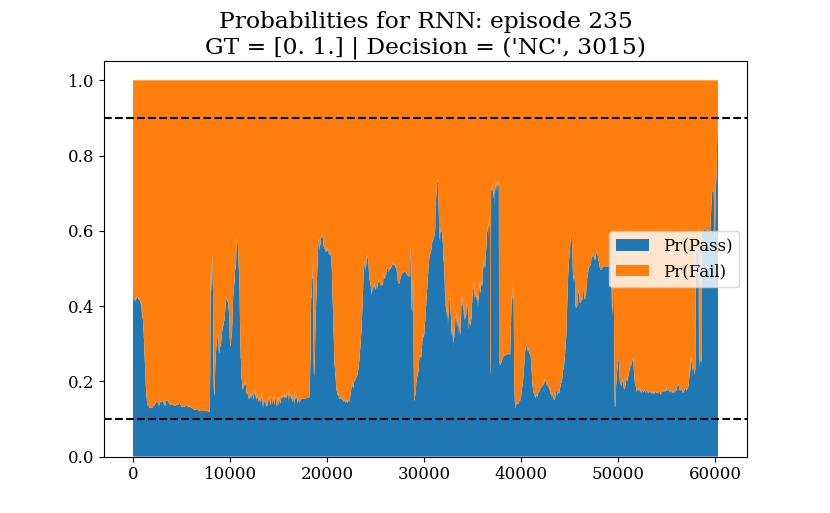 Probabilities for RNN: episode 235
GT = [0. 1.] | Decision = ('NC', 3015)
1.0
0.8
0.6
0.4
0.2
0.0
Pr(Pass)
Pr(Fail)
0 10000 20000 30000 40000 50000 60000